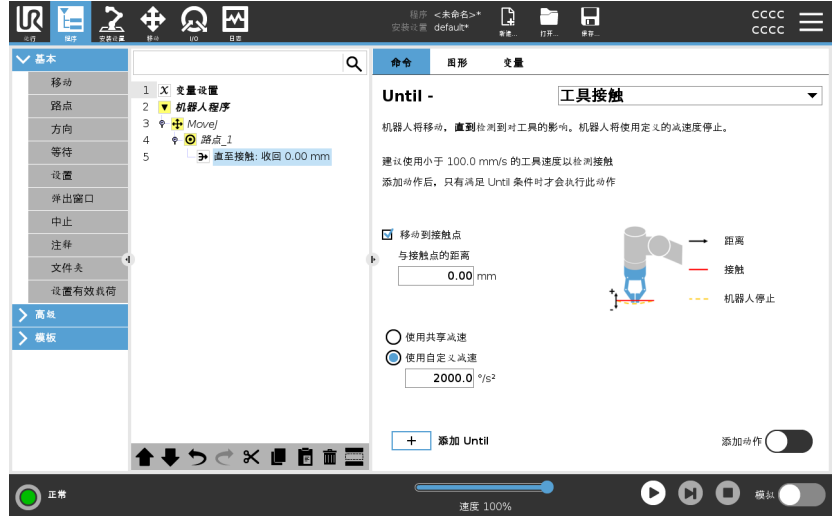 程序 <未命名>*
安装设置 default*
CCCC
CCCC
运行 程序 安装设置 移动 I/O 日志 新建... 打开... 保存...
基本
移动
路点
方向
等待
设置
弹出窗口
中止
注释
文件夹
设置有效载荷
高级
模板
1 X 变量设置
2 机器人程序
3 MoveJ
4 路点_1
5 直至接触: 收回 0.00 mm
命令 图形 变量
Until - 工具接触
机器人将移动，直到检测到对工具的影响。机器人将使用定义的减速度停止。
建议使用小于 100.0 mm/s 的工具速度以检测接触
添加动作后，只有满足 Until 条件时才会执行此动作
移动到接触点
与接触点的距离
0.00 mm
距离
接触
机器人停止
使用共享减速
使用自定义减速
2000.0 °/s²
+ 添加 Until
添加动作
正常
速度 100%
模拟